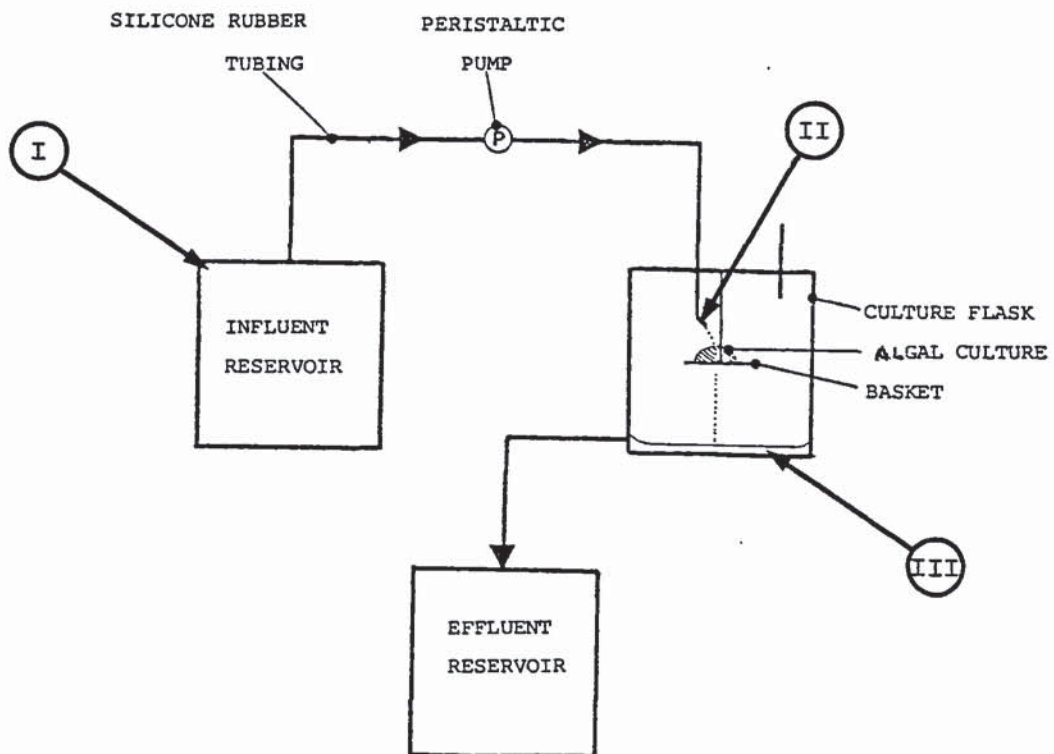 SILICONE RUBBER
TUBING
PERISTALTIC
PUMP
P
I
II
INFLUENT
RESERVOIR
CULTURE FLASK
ALGAL CULTURE
BASKET
III
EFFLUENT
RESERVOIR